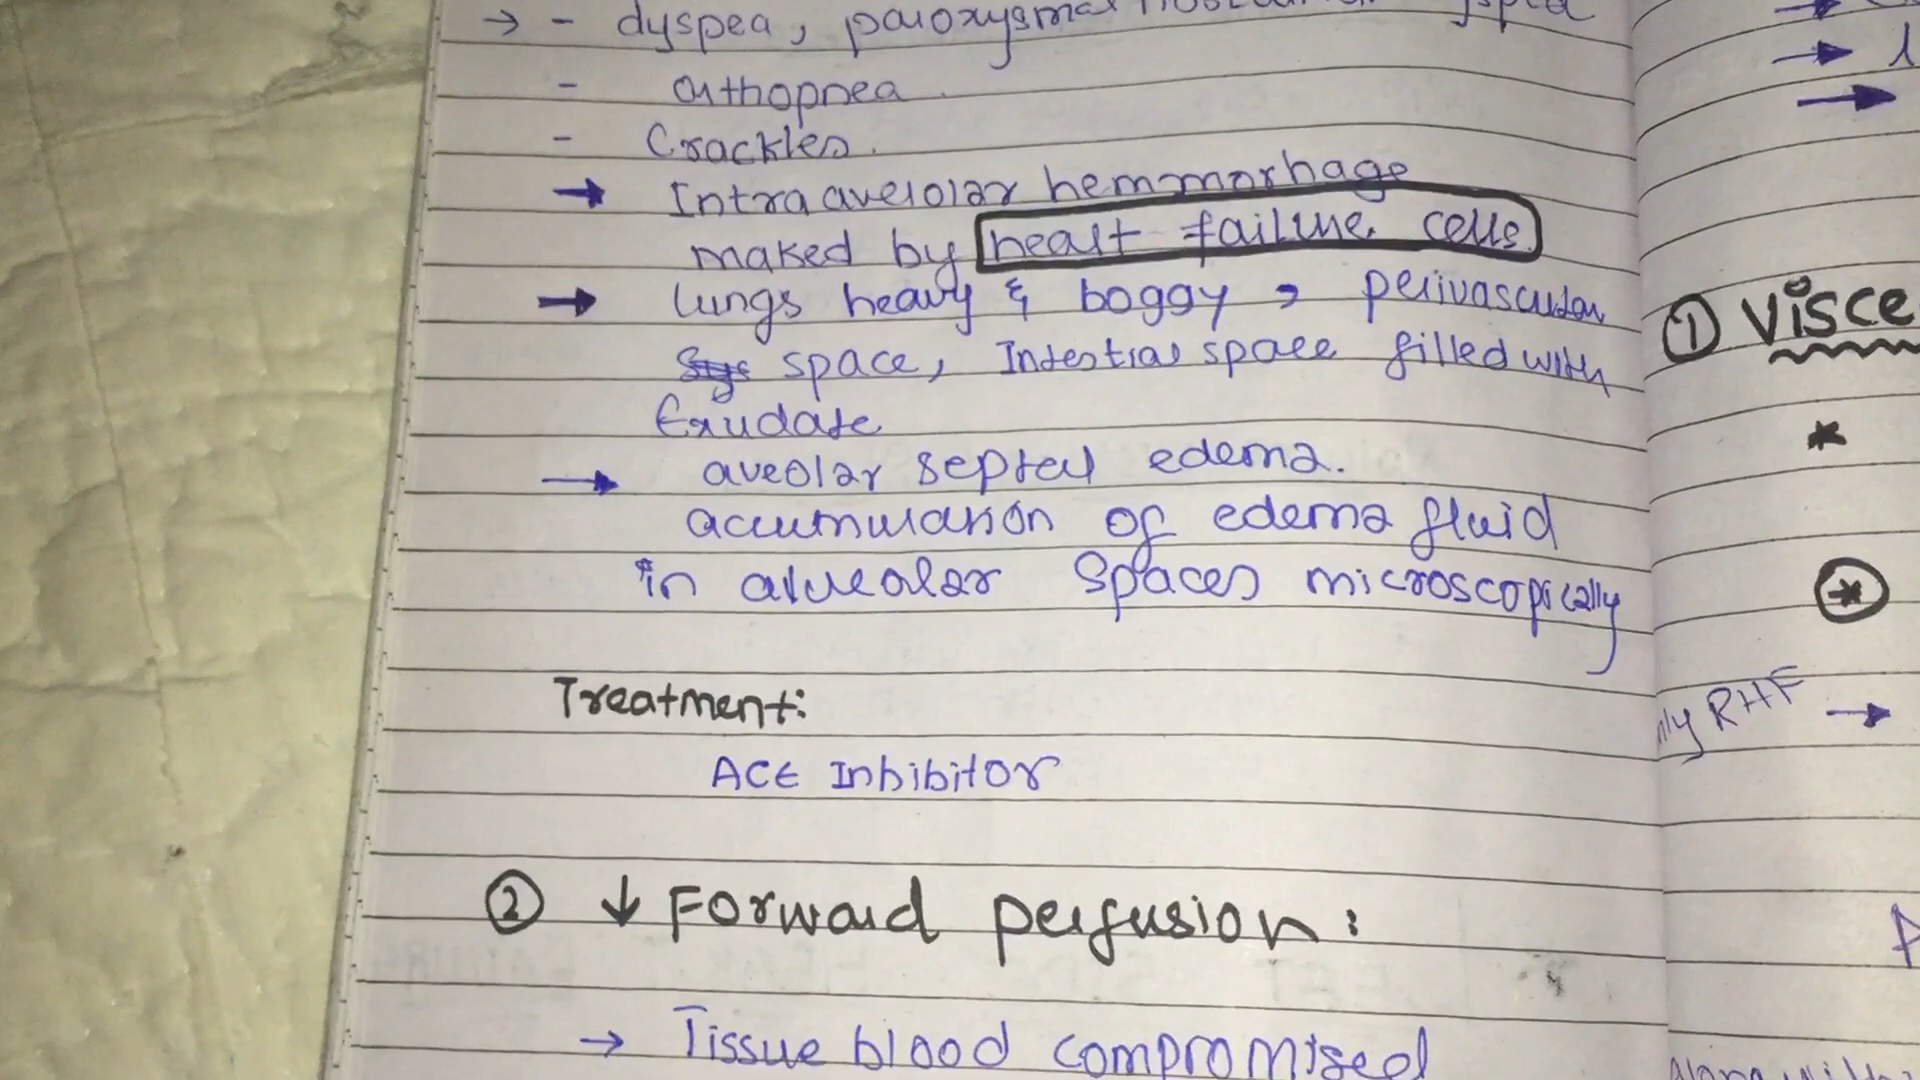 → - dyspea, paroxysmal
- Orthopnea
- Crackles.
→ Intraavelolar hemmorhage
maked by heart failure cells
→ Lungs heavy & boggy, perivascular
space, Intestrial space filled with
Exudate
→ aveolar septal edema.
accumulation of edema fluid
in alveolar spaces microscopically
Treatment:
ACE Inhibitor
② ↓ Forward perfusion:
→ Tissue blood compromised
→
→
① Visce
*
*
RHF →